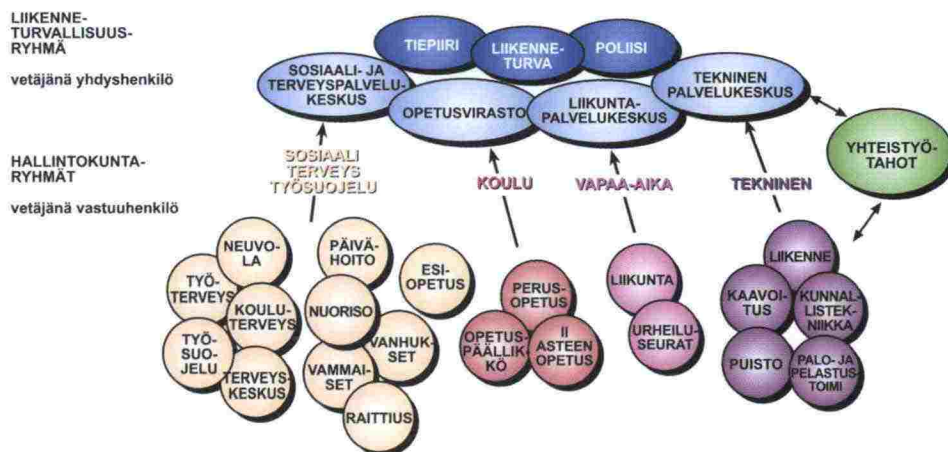 LIIKENNE-
TURVALLISUUS-
RYHMÄ
vetäjänä yhdyshenkilö
TIEPIIRI
LIIKENNE-
TURVA
POLIISI
SOSIAALI- JA
TERVEYSPALVELU-
KESKUS
OPETUSVIRASTO
LIIKUNTA-
PALVELUKESKUS
TEKNINEN
PALVELUKESKUS
YHTEISTYÖ-
TAHOT
HALLINTOKUNTA-
RYHMÄT
vetäjänä vastuuhenkilö
SOSIAALI
TERVEYS
TYÖSUOJELU
KOULU
VAPAA-AIKA
TEKNINEN
NEUVO-
LA
PÄIVÄ-
HOITO
ESI-
OPETUS
TYÖ-
TERVEYS
KOULU-
TERVEYS
NUORISO
TYÖ-
SUO-
JELU
TERVEYS-
KESKUS
VAMMAI-
SET
VANHUK-
SET
RAITTIUS
PERUS-
OPETUS
OPETUS-
PÄÄLLIK-
KÖ
II
ASTEEN
OPETUS
LIIKUNTA
URHEILU-
SEURAT
LIIKENNE
KAAVOI-
TUS
KUNNAL-
LISTEK-
NIIKKA
PUISTO
PALO- JA
PELASTUS-
TOIMI